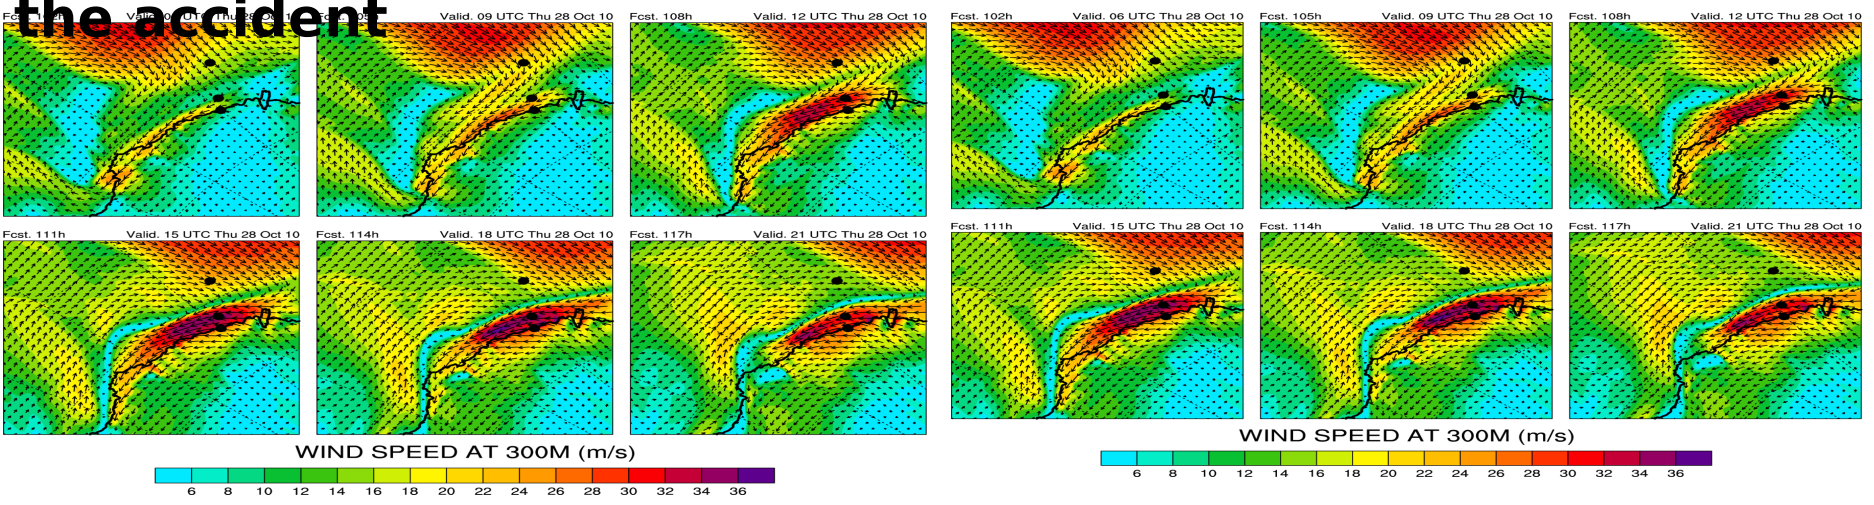 the accident
Fcst. 108h Valid. 12 UTC Thu 28 Oct 10
Valid. 09 UTC Thu 28 Oct 10
Fcst. 111h Valid. 15 UTC Thu 28 Oct 10
Fcst. 114h Valid. 18 UTC Thu 28 Oct 10
Fcst. 117h Valid. 21 UTC Thu 28 Oct 10
WIND SPEED AT 300M (m/s)
6 8 10 12 14 16 18 20 22 24 26 28 30 32 34 36
Fcst. 102h Valid. 06 UTC Thu 28 Oct 10
Fcst. 105h Valid. 09 UTC Thu 28 Oct 10
Fcst. 108h Valid. 12 UTC Thu 28 Oct 10
Fcst. 111h Valid. 15 UTC Thu 28 Oct 10
Fcst. 114h Valid. 18 UTC Thu 28 Oct 10
Fcst. 117h Valid. 21 UTC Thu 28 Oct 10
WIND SPEED AT 300M (m/s)
6 8 10 12 14 16 18 20 22 24 26 28 30 32 34 36